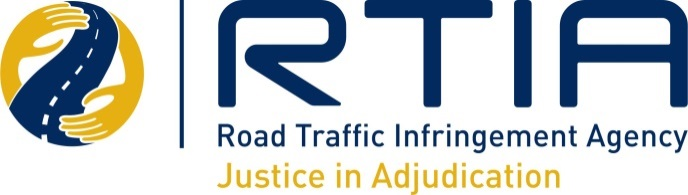 RTIA
Road Traffic Infringement Agency
Justice in Adjudication